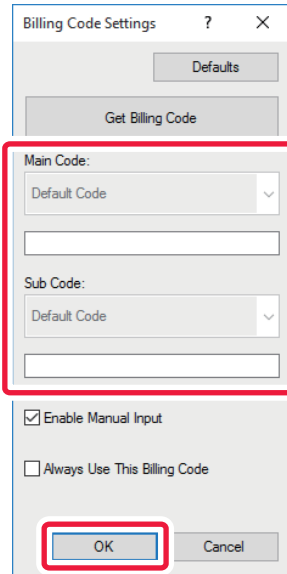 Billing Code Settings ? ×
Defaults
Get Billing Code
Main Code:
Default Code
Sub Code:
Default Code
Enable Manual Input
Always Use This Billing Code
OK Cancel